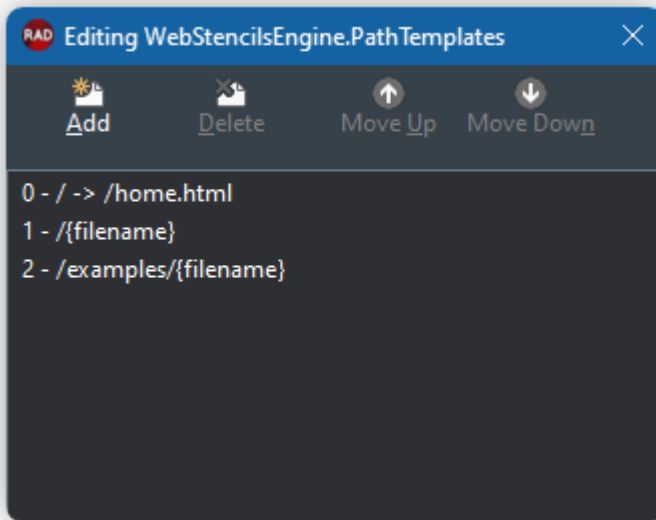 RAD Editing WebStencilsEngine.PathTemplates
Add Delete Move Up Move Down
0 - / -> /home.html
1 - /{filename}
2 - /examples/{filename}